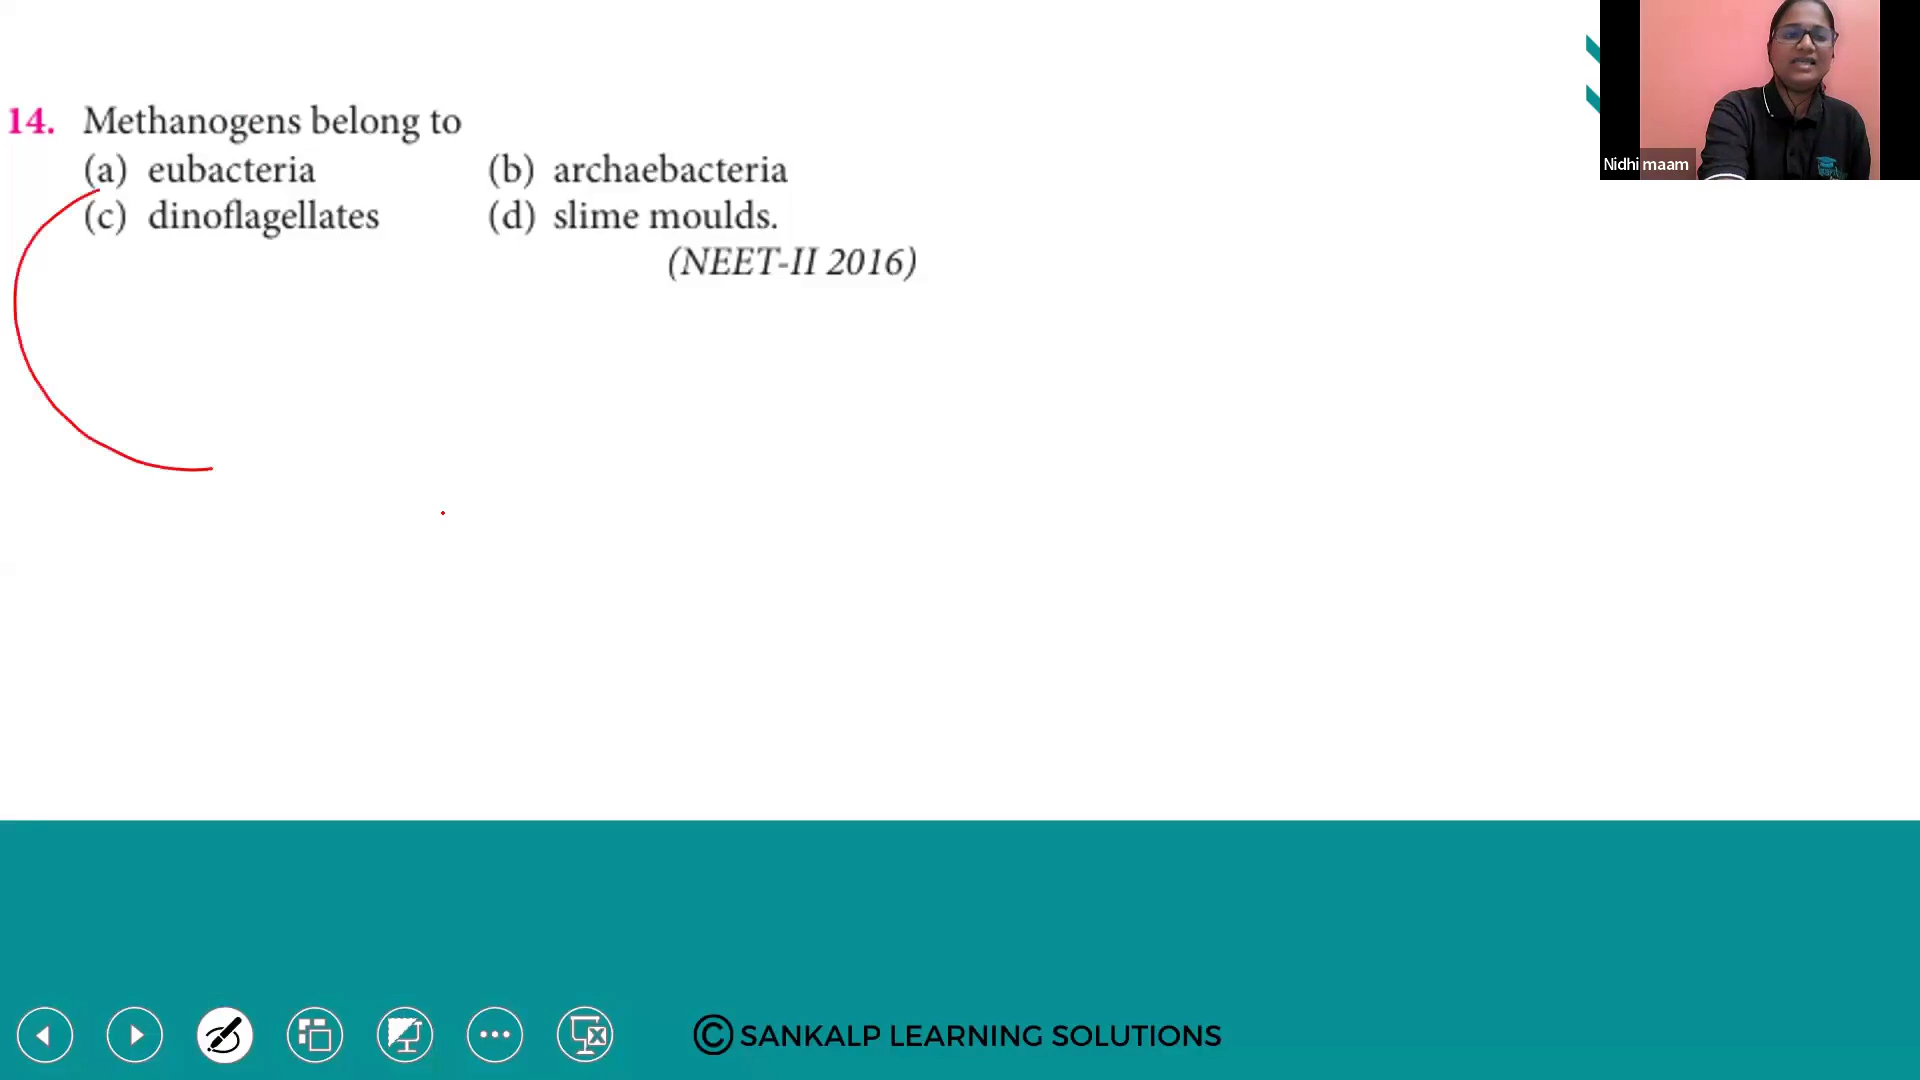 14. Methanogens belong to
(a) eubacteria (b) archaebacteria
(c) dinoflagellates (d) slime moulds.
(NEET-II 2016)
Nidhi maam
© SANKALP LEARNING SOLUTIONS